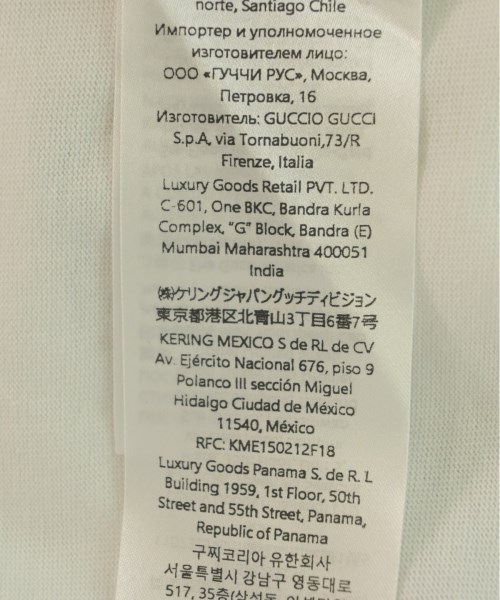 norte, Santiago Chile
Импортер и уполномоченное
изготовителем лицо:
ООО «ГУЧЧИ РУС», Москва,
Петровка, 16
Изготовитель: GUCCIO GUCCI
S.p.A, via Tornabuoni,73/R
Firenze, Italia
Luxury Goods Retail PVT. LTD.
C-601, One BKC, Bandra Kurla
Complex, “G” Block, Bandra (E)
Mumbai Maharashtra 400051
India
㈱ケリングジャパングッチディビジョン
東京都港区北青山3丁目6番7号
KERING MEXICO S de RL de CV
Av. Ejército Nacional 676, piso 9
Polanco III sección Miguel
Hidalgo Ciudad de México
11540, México
RFC: KME150212F18
Luxury Goods Panama S. de R. L
Building 1959, 1st Floor, 50th
Street and 55th Street, Panama,
Republic of Panama
구찌코리아 유한회사
서울특별시 강남구 영동대로
517, 35층(삼성동,